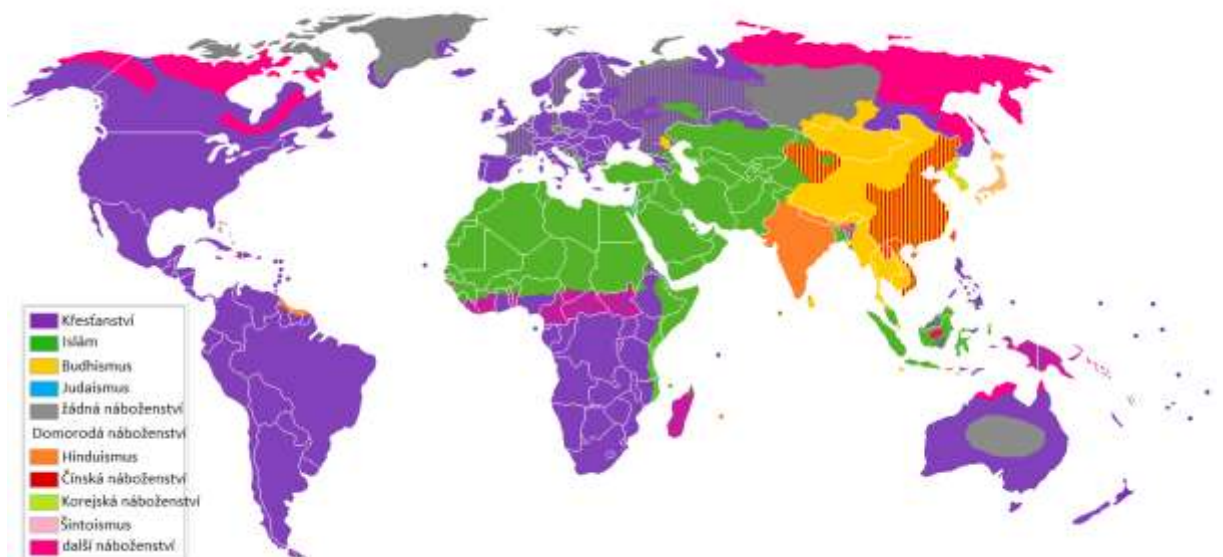 Křesťanství
Islám
Budhismus
Judaismus
žádná náboženství
Domorodá náboženství
Hinduismus
Čínská náboženství
Korejská náboženství
Šintoismus
další náboženství